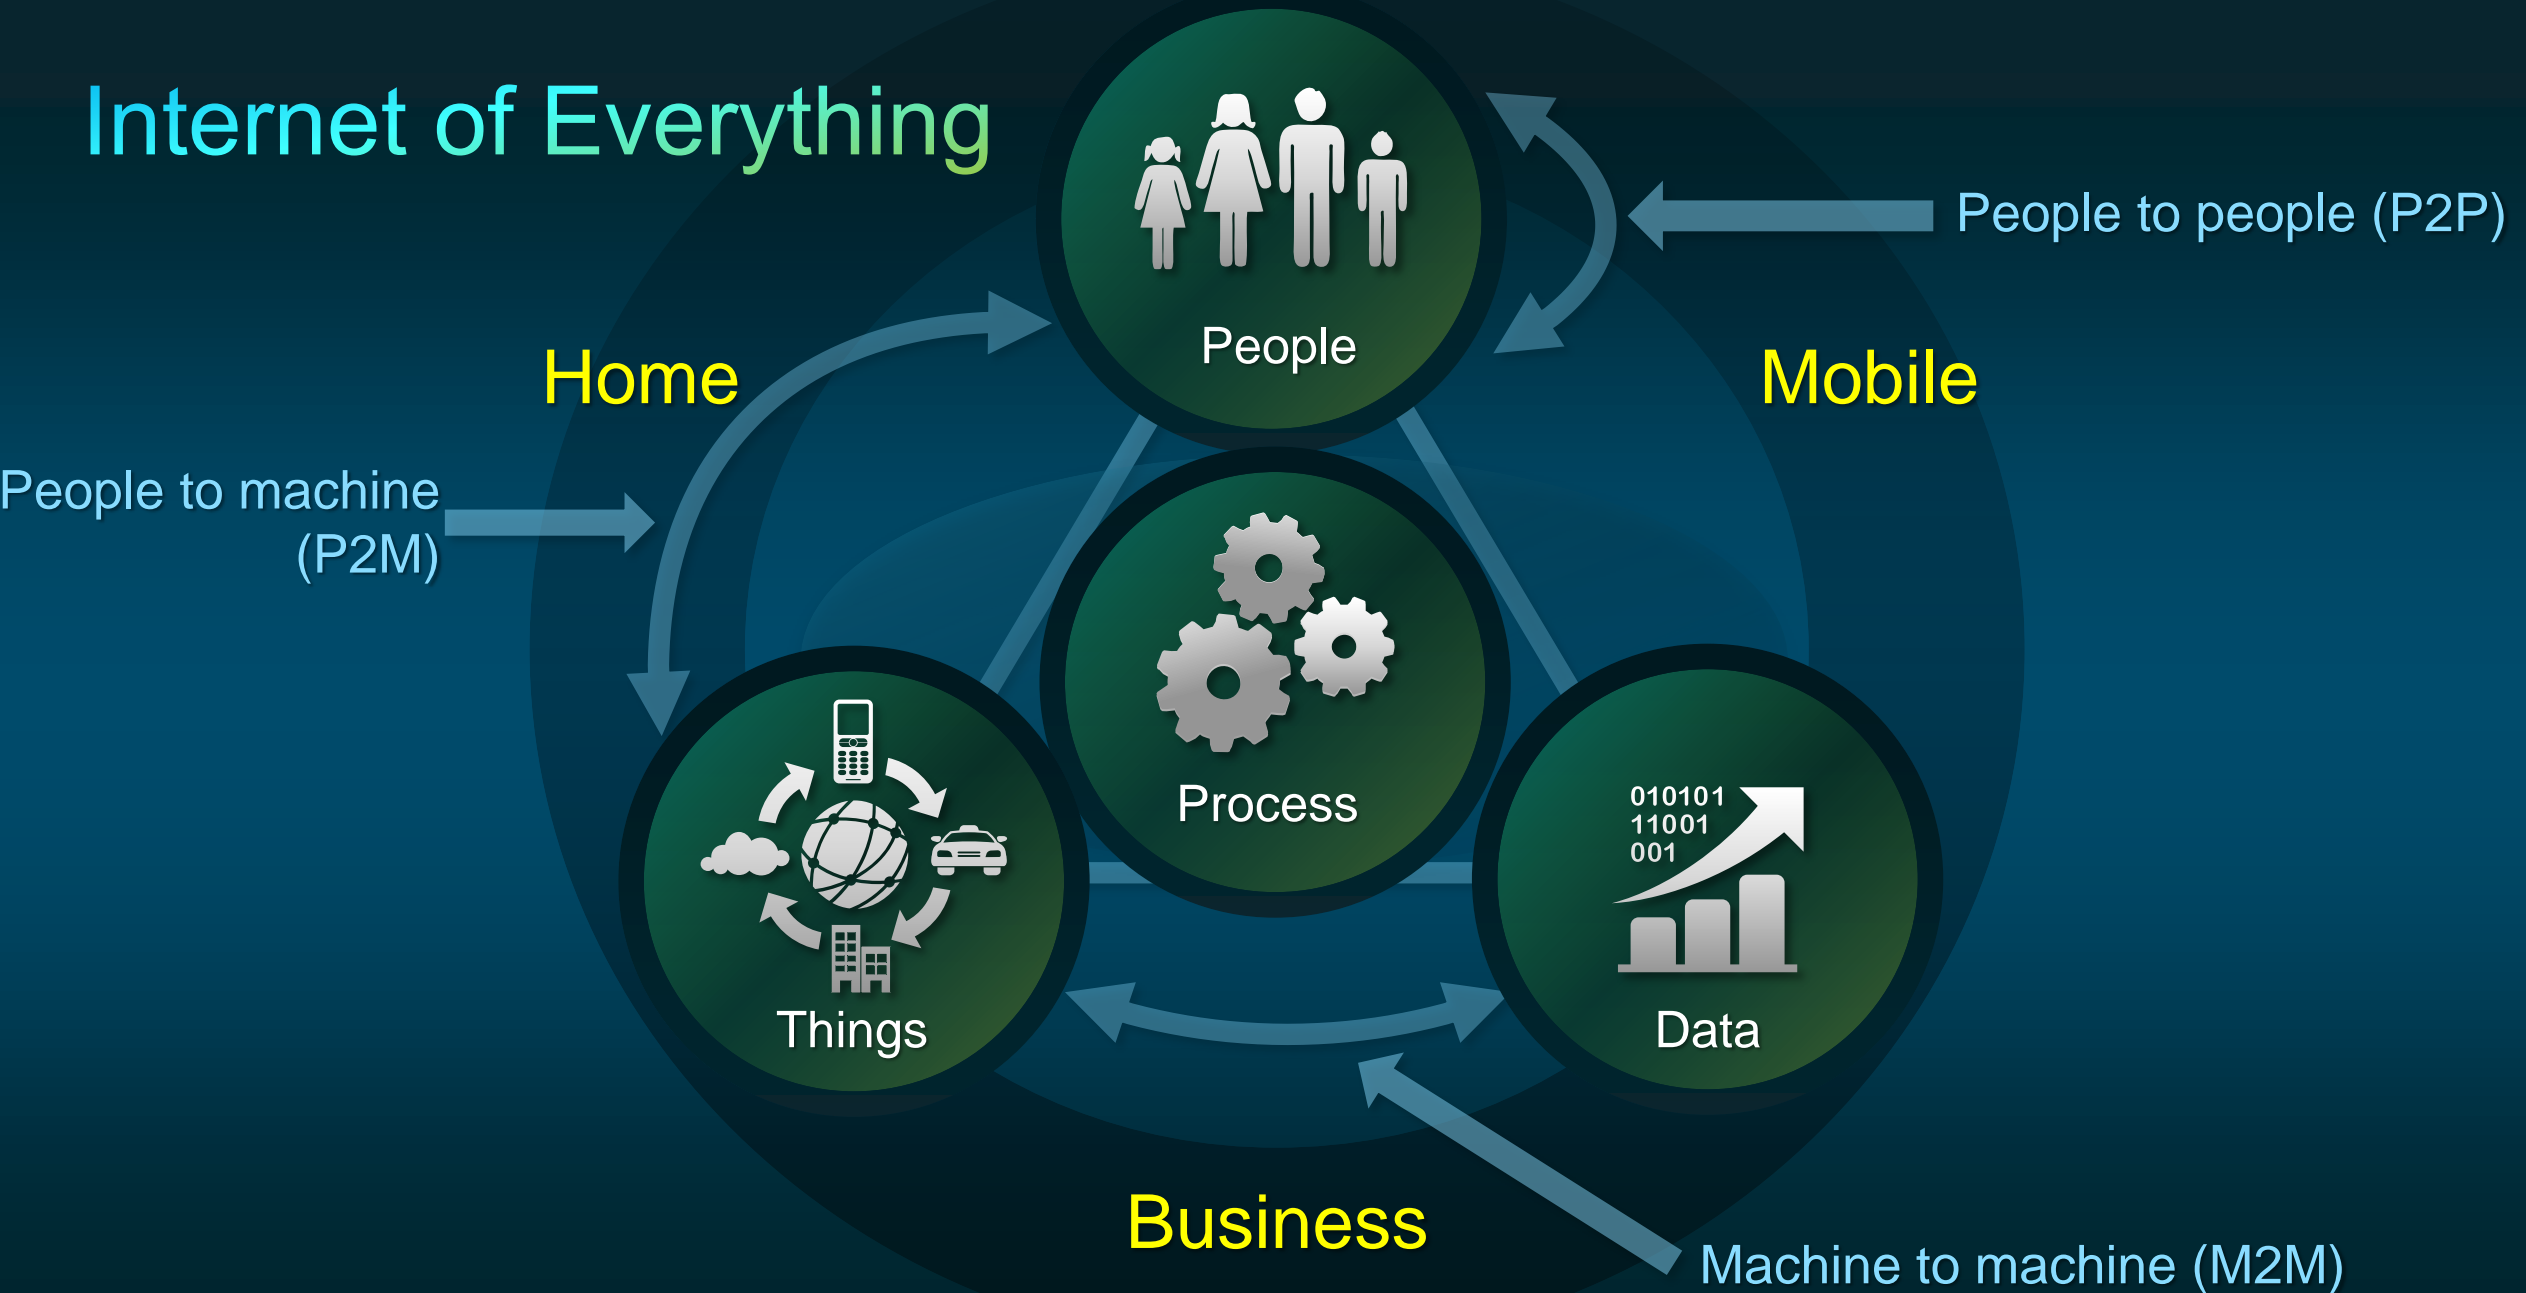 Internet of Everything
People
People to people (P2P)
Home
Mobile
People to machine
(P2M)
Process
010101
11001
001
Things
Data
Business
Machine to machine (M2M)